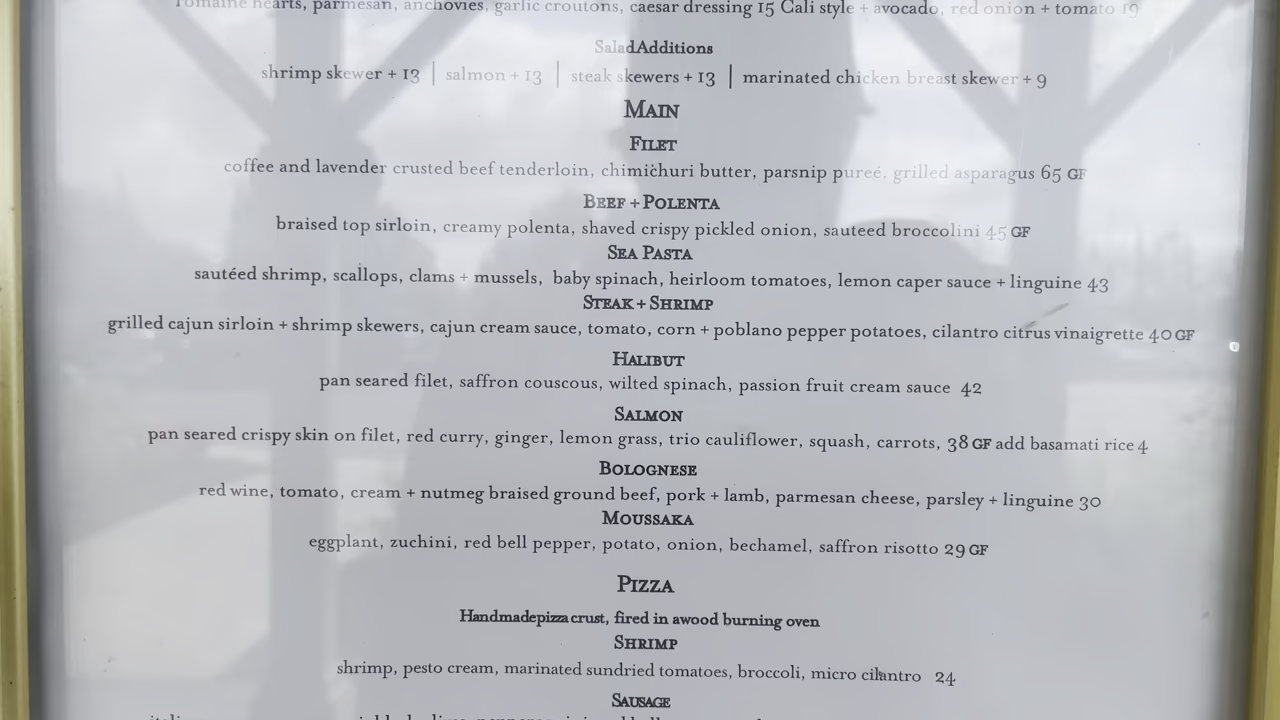 romaine hearts, parmesan, anchovies, garlic croutons, caesar dressing 15 Cali style + avocado, red onion + tomato 19
SaladAdditions
shrimp skewer + 13 | salmon + 13 | steak skewers + 13 | marinated chicken breast skewer + 9
MAIN
FILET
coffee and lavender crusted beef tenderloin, chimichuri butter, parsnip pureé, grilled asparagus 65 GF
BEEF + POLENTA
braised top sirloin, creamy polenta, shaved crispy pickled onion, sauteed broccolini 45 GF
SEA PASTA
sautéed shrimp, scallops, clams + mussels, baby spinach, heirloom tomatoes, lemon caper sauce + linguine 43
STEAK + SHRIMP
grilled cajun sirloin + shrimp skewers, cajun cream sauce, tomato, corn + poblano pepper potatoes, cilantro citrus vinaigrette 40 GF
HALIBUT
pan seared filet, saffron couscous, wilted spinach, passion fruit cream sauce 42
SALMON
pan seared crispy skin on filet, red curry, ginger, lemon grass, trio cauliflower, squash, carrots, 38 GF add basamati rice 4
BOLOGNESE
red wine, tomato, cream + nutmeg braised ground beef, pork + lamb, parmesan cheese, parsley + linguine 30
MOUSSAKA
eggplant, zuchini, red bell pepper, potato, onion, bechamel, saffron risotto 29 GF
PIZZA
Handmadepizza crust, fired in awood burning oven
SHRIMP
shrimp, pesto cream, marinated sundried tomatoes, broccoli, micro cilantro 24
SAUSAGE